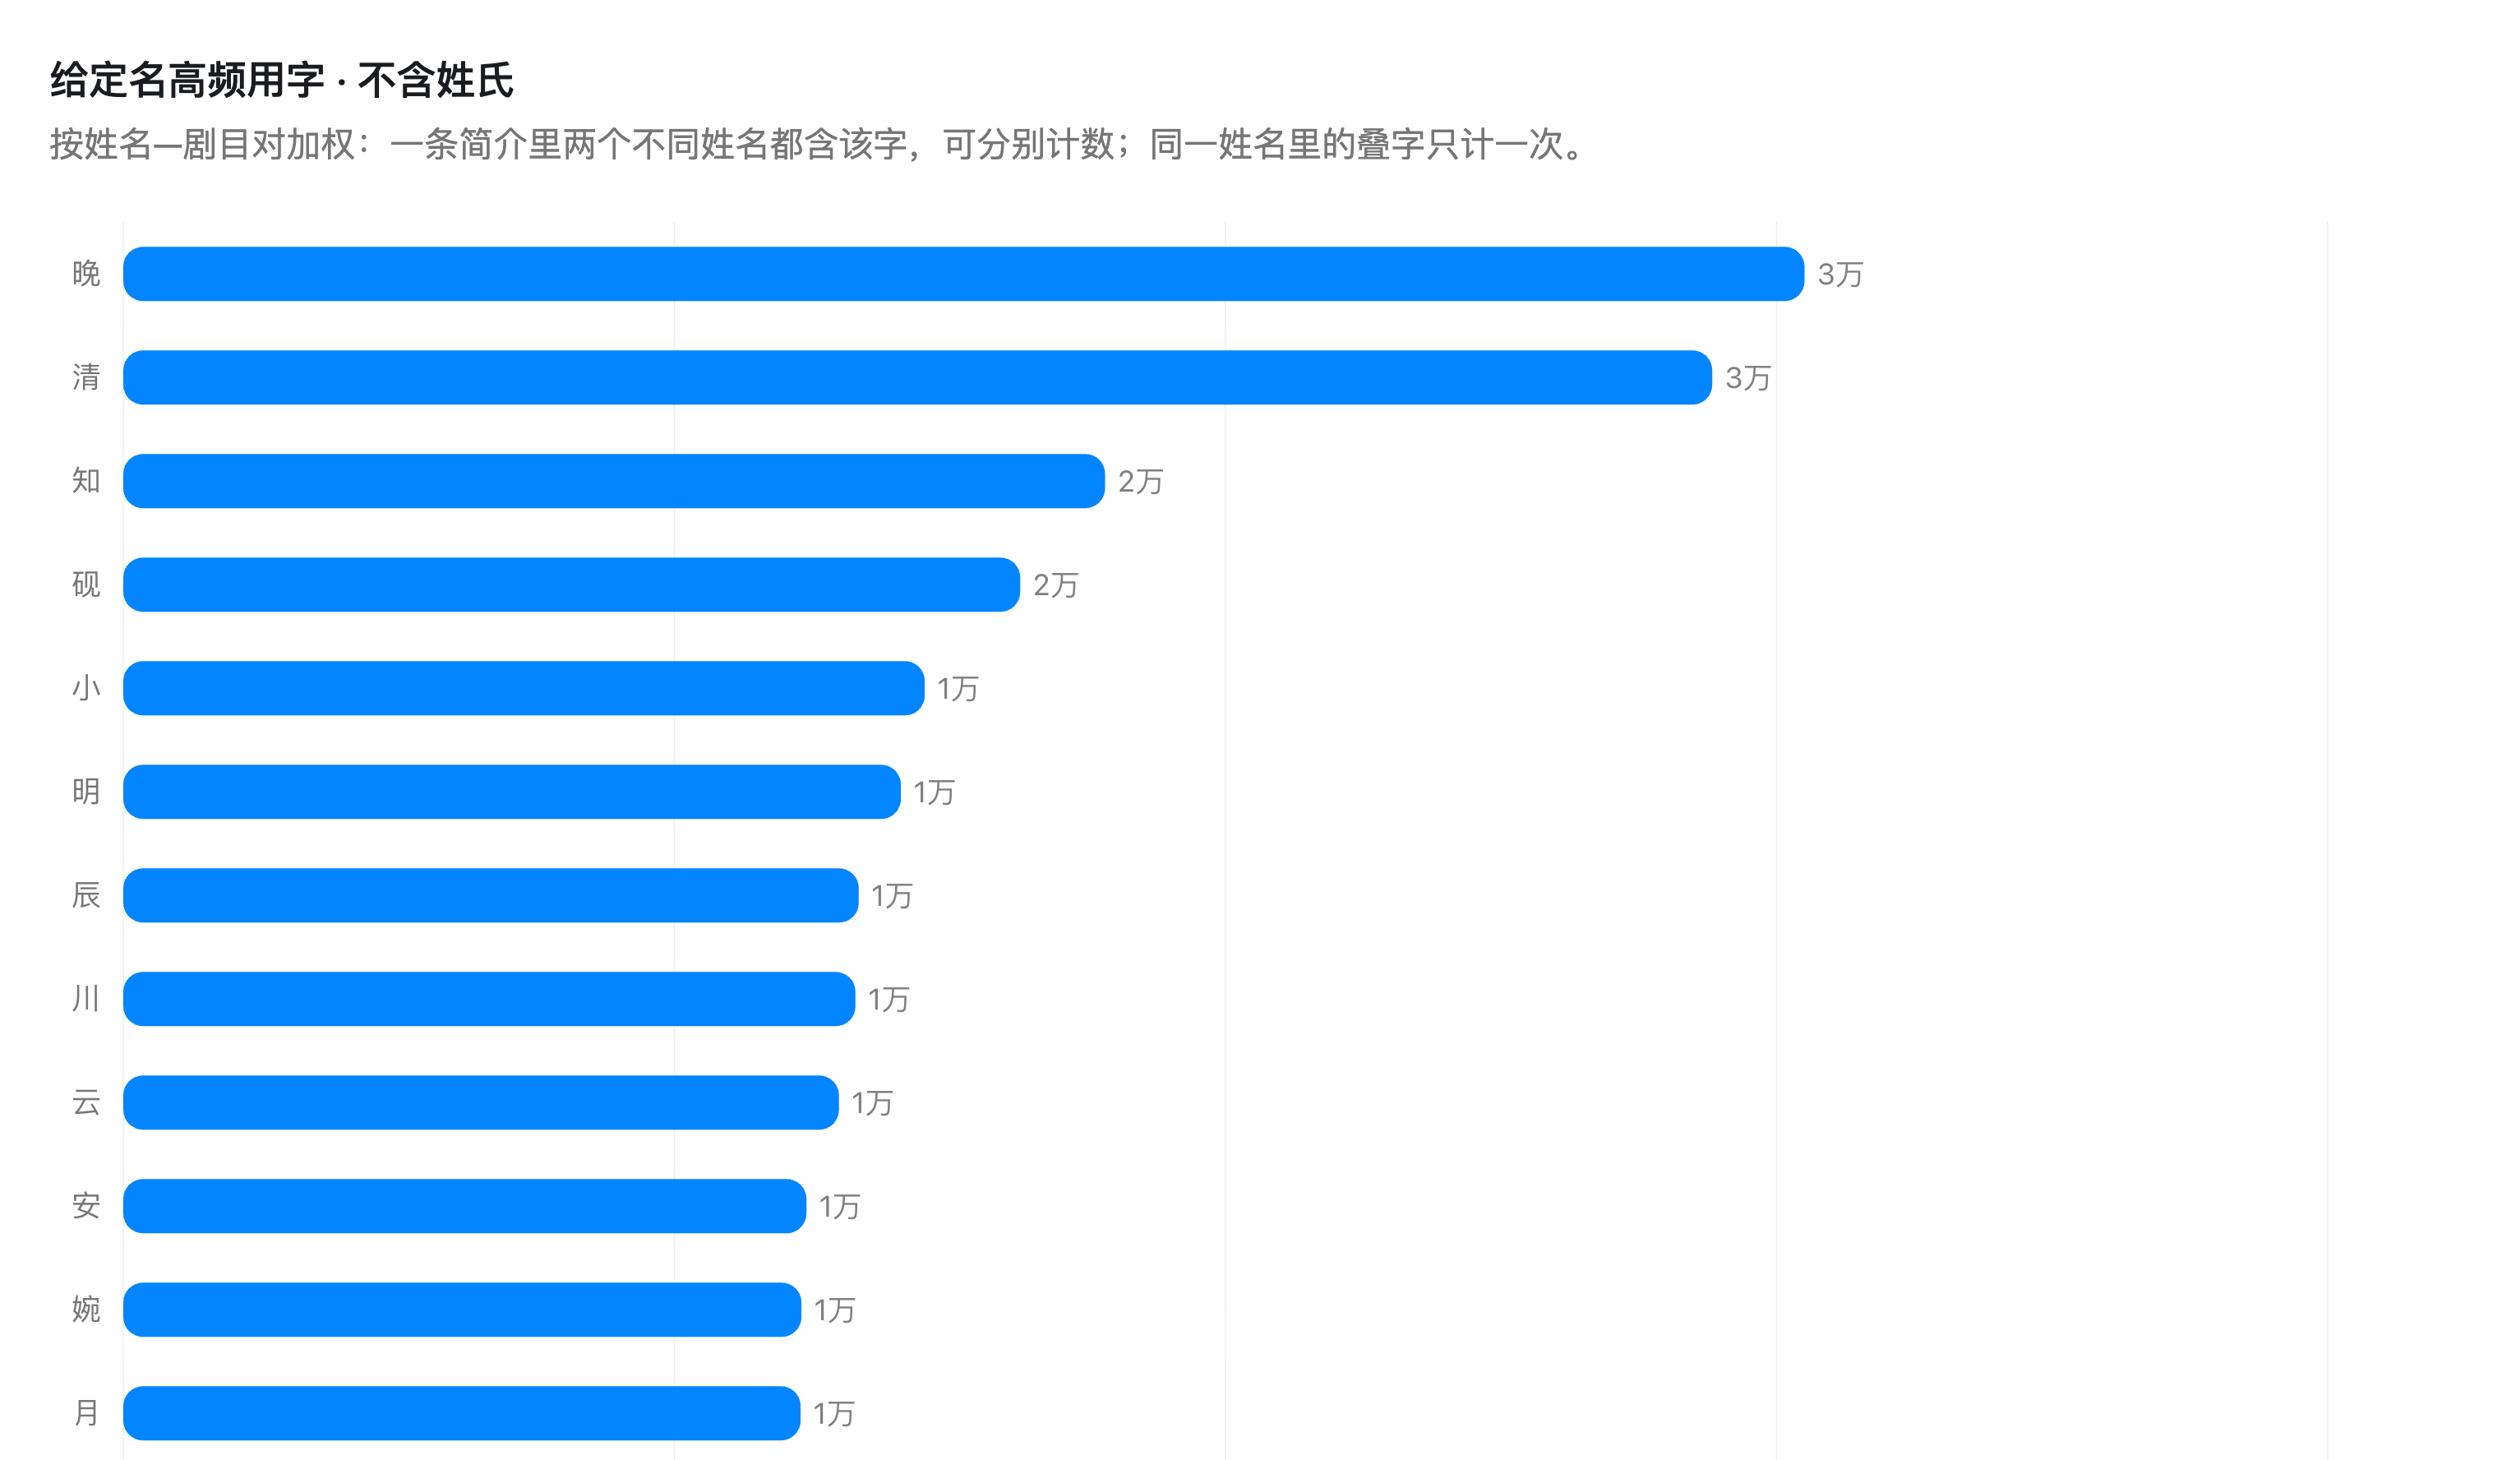 给定名高频用字 · 不含姓氏
按姓名—剧目对加权：一条简介里两个不同姓名都含该字，可分别计数；同一姓名里的叠字只计一次。
晚 3万
清 3万
知 2万
砚 2万
小 1万
明 1万
辰 1万
川 1万
云 1万
安 1万
婉 1万
月 1万